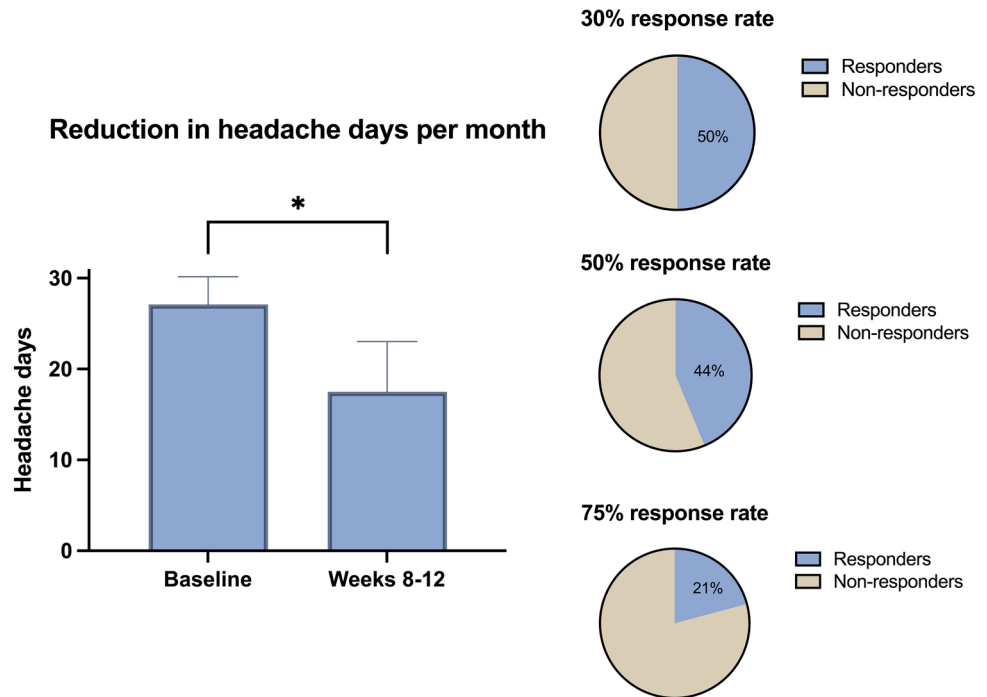 Reduction in headache days per month
*
Headache days
30
20
10
0
Baseline
Weeks 8-12
30% response rate
50%
Responders
Non-responders
50% response rate
44%
Responders
Non-responders
75% response rate
21%
Responders
Non-responders